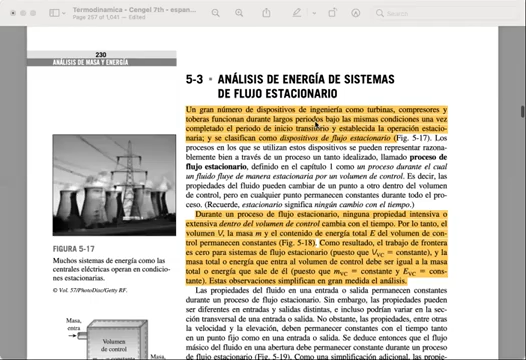 Termodinamica - Cengel 7th - espan...
Page 257 of 1,041 — Edited
Search
230
ANÁLISIS DE MASA Y ENERGÍA
5-3 • ANÁLISIS DE ENERGÍA DE SISTEMAS
DE FLUJO ESTACIONARIO
Un gran número de dispositivos de ingeniería como turbinas, compresores y
toberas funcionan durante largos periodos bajo las mismas condiciones una vez
completado el periodo de inicio transitorio y establecida la operación estacio-
naria; y se clasifican como dispositivos de flujo estacionario (Fig. 5-17). Los
procesos en los que se utilizan estos dispositivos se pueden representar razona-
blemente bien a través de un proceso un tanto idealizado, llamado proceso de
flujo estacionario, definido en el capítulo 1 como un proceso durante el cual
un fluido fluye de manera estacionaria por un volumen de control. Es decir, las
propiedades del fluido pueden cambiar de un punto a otro dentro del volumen
de control, pero en cualquier punto permanecen constantes durante todo el pro-
ceso. (Recuerde, estacionario significa ningún cambio con el tiempo.)
Durante un proceso de flujo estacionario, ninguna propiedad intensiva o
extensiva dentro del volumen de control cambia con el tiempo. Por lo tanto, el
volumen V, la masa m y el contenido de energía total E del volumen de con-
trol permanecen constantes (Fig. 5-18). Como resultado, el trabajo de frontera
es cero para sistemas de flujo estacionario (puesto que VVC = constante), y la
masa total o energía que entra al volumen de control debe ser igual a la masa
total o energía que sale de él (puesto que mVC = constante y EVC = cons-
tante). Estas observaciones simplifican en gran medida el análisis.
Las propiedades del fluido en una entrada o salida permanecen constantes
durante un proceso de flujo estacionario. Sin embargo, las propiedades pueden
ser diferentes en entradas y salidas distintas, e incluso podrían variar en la sec-
ción transversal de una entrada o salida. No obstante, las propiedades, entre otras
la velocidad y la elevación, deben permanecer constantes con el tiempo tanto
en un punto fijo como en una entrada o salida. Se deduce entonces que el flujo
másico del fluido en una abertura debe permanecer constante durante un proce-
so de flujo estacionario (Fig. 5-19). Como una simplificación adicional, las pro-
FIGURA 5-17
Muchos sistemas de energía como las
centrales eléctricas operan en condicio-
nes estacionarias.
© Vol. 57/PhotoDisc/Getty RF.
Masa,
entra
Volumen
de control
Masa,